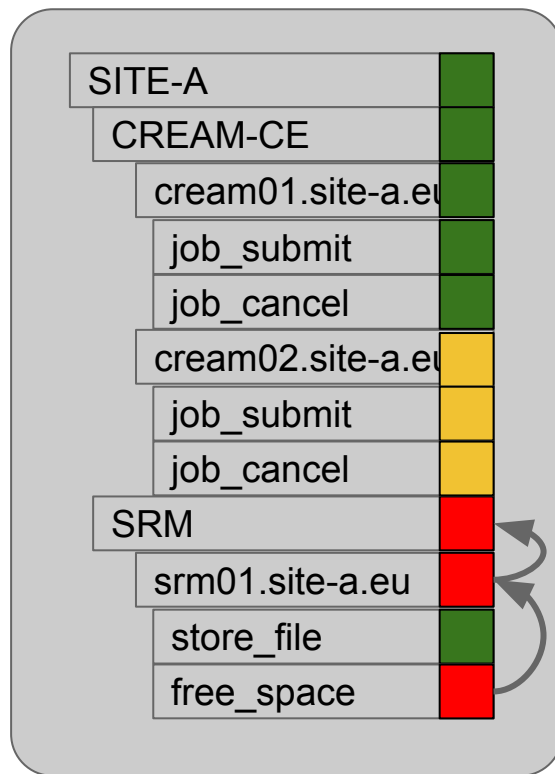 SITE-A
CREAM-CE
cream01.site-a.eu
job_submit
job_cancel
cream02.site-a.eu
job_submit
job_cancel
SRM
srm01.site-a.eu
store_file
free_space